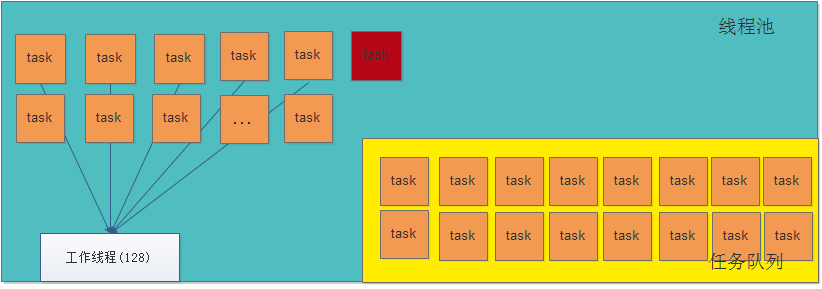 线程池
task task task task task task
task task task ... task
task task task task task task task task
task task task task task task task task
任务队列
工作线程(128)